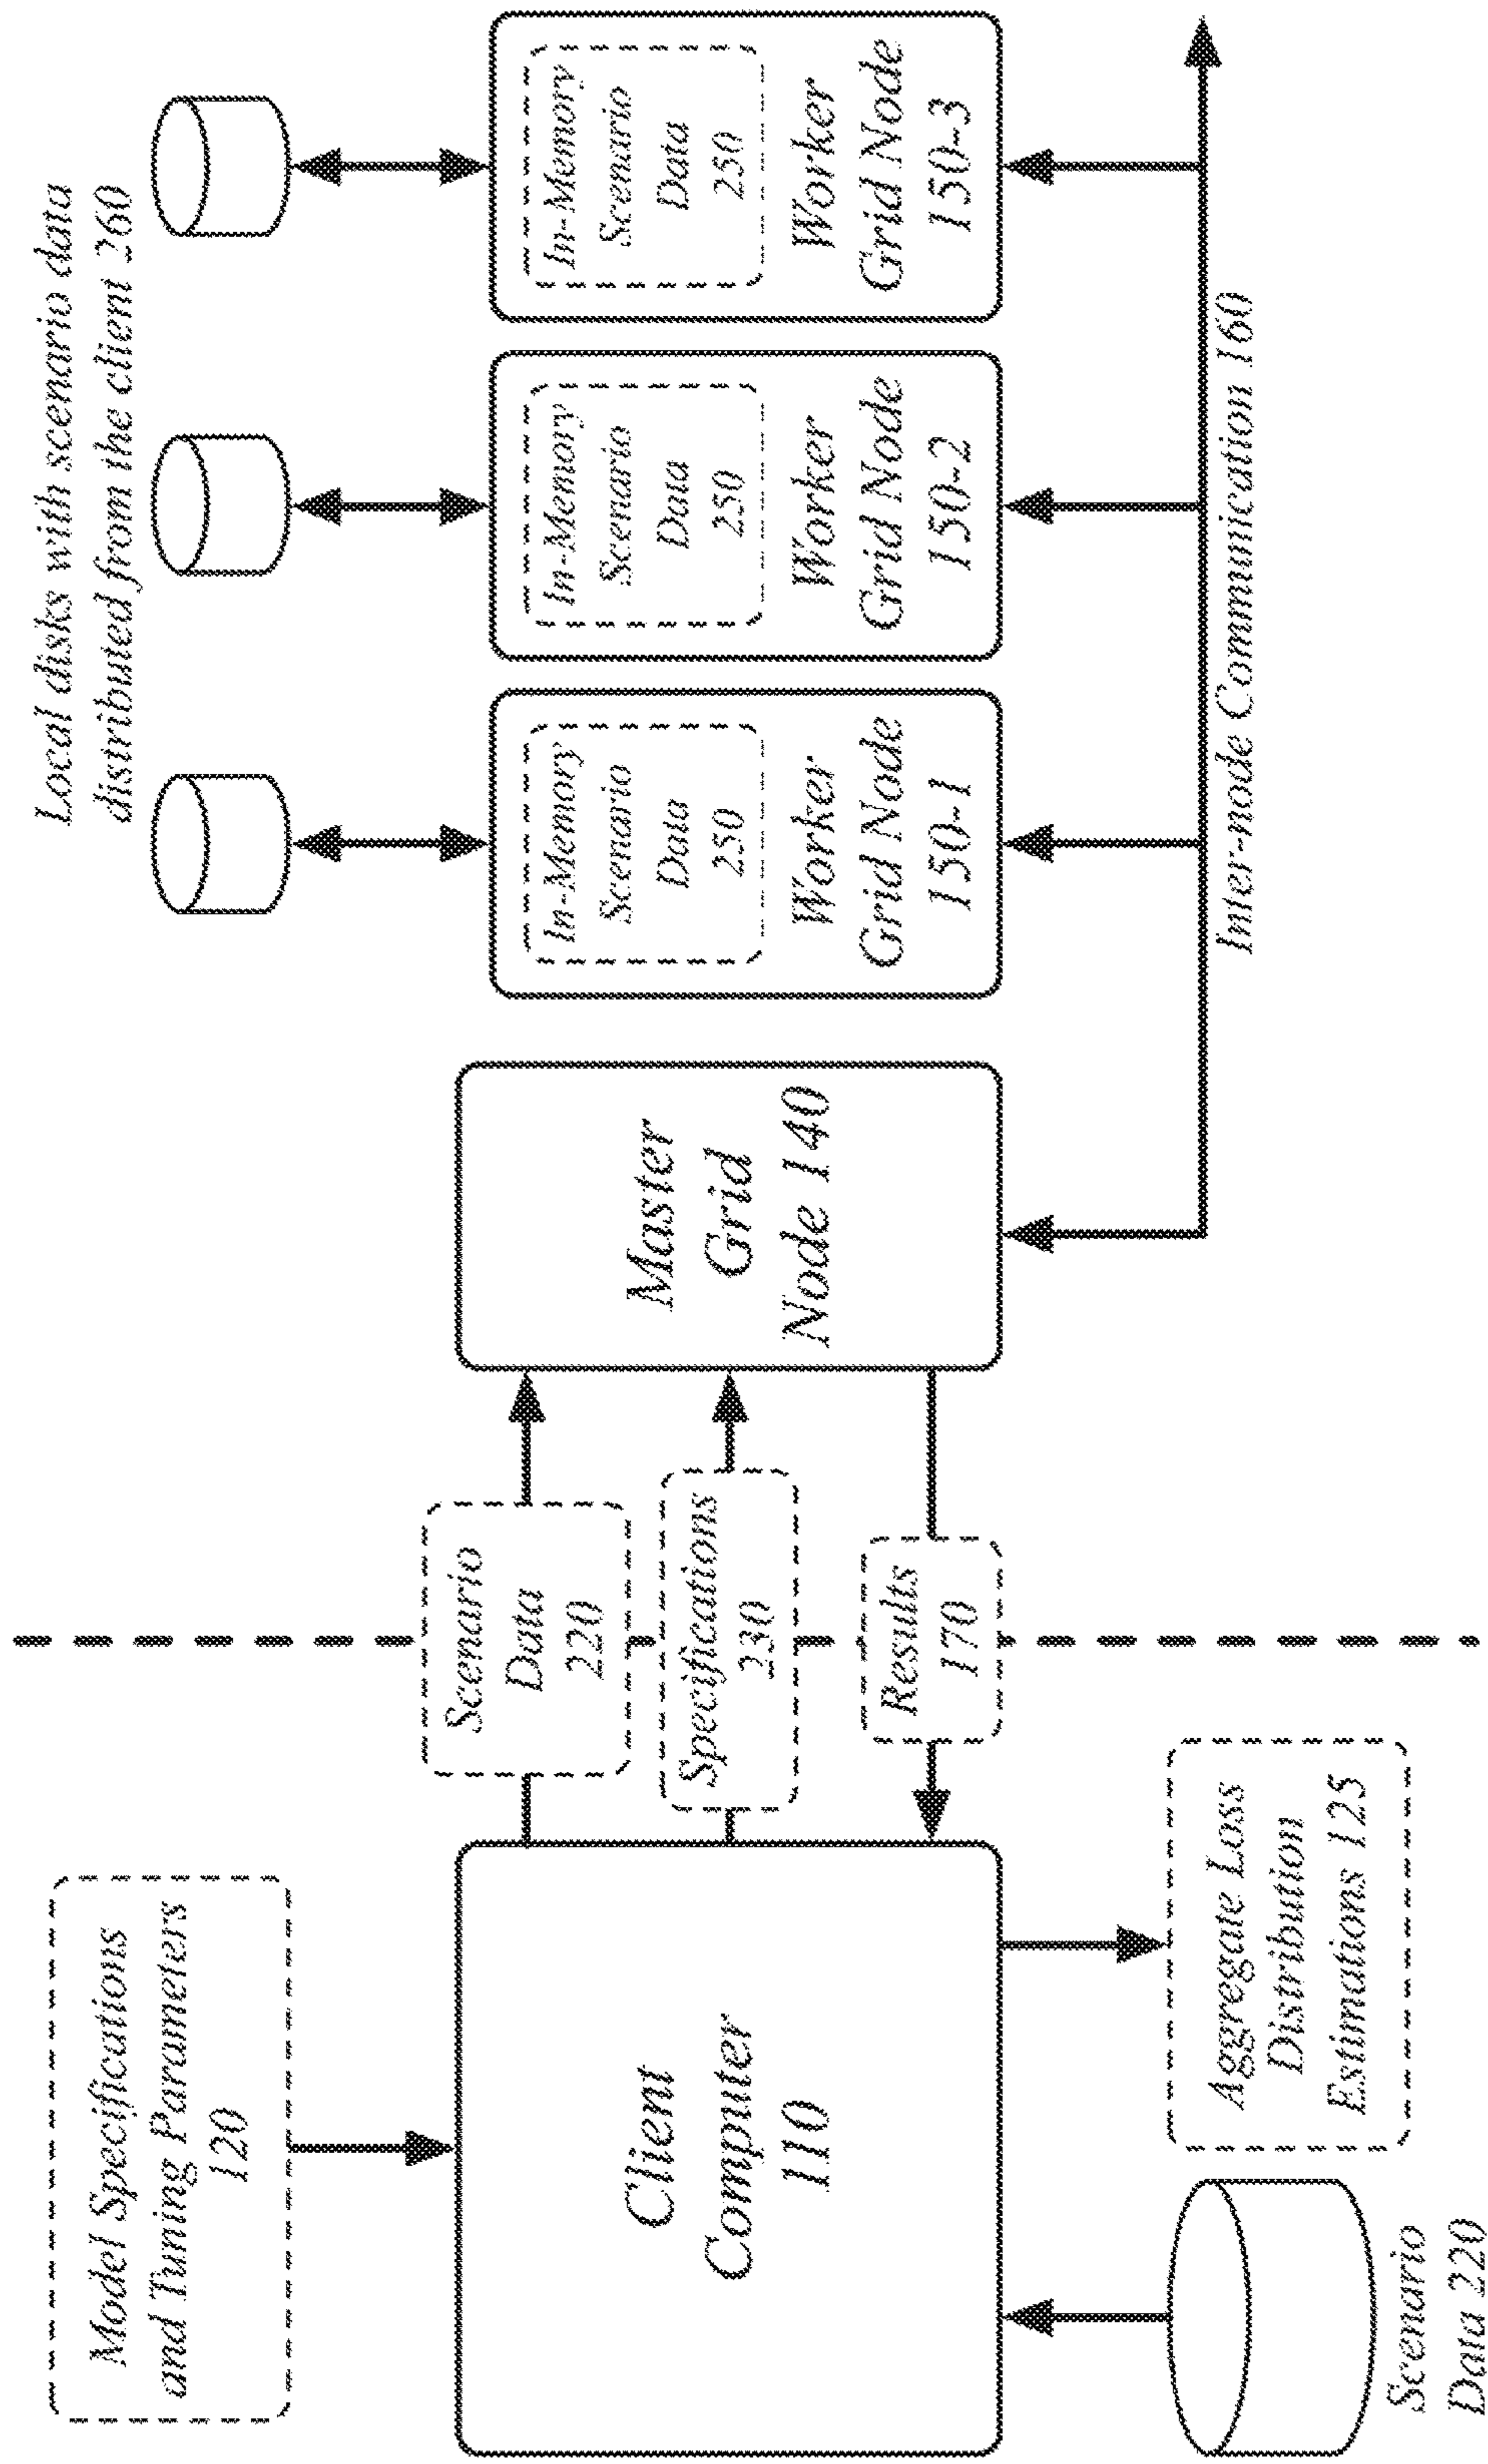 Model Specifications
and Tuning Parameters
120
Client
Computer
110
Scenario
Data 220
Aggregate Loss
Distribution
Estimations 125
Scenario
Data
220
Specifications
230
Results
170
Master
Grid
Node 140
Local disks with scenario data
distributed from the client 260
In-Memory
Scenario
Data
250
Worker
Grid Node
150-1
In-Memory
Scenario
Data
250
Worker
Grid Node
150-2
In-Memory
Scenario
Data
250
Worker
Grid Node
150-3
Inter-node Communication 160